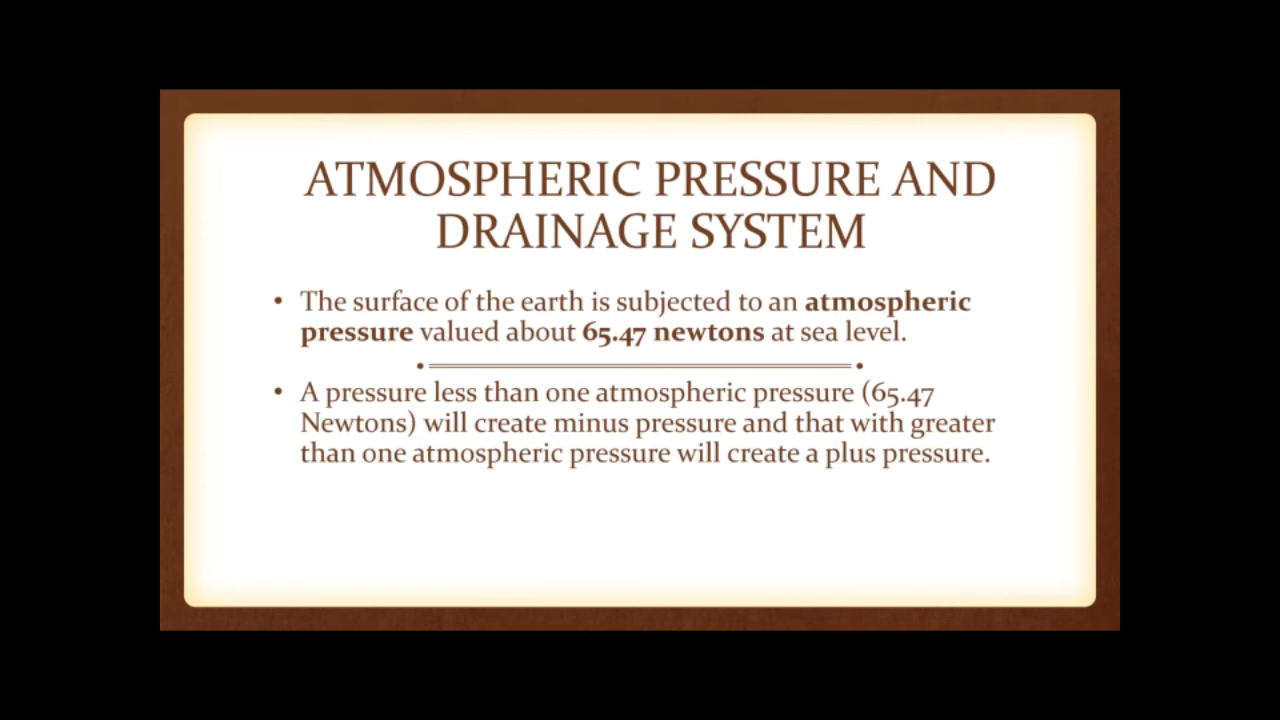 ATMOSPHERIC PRESSURE AND
DRAINAGE SYSTEM
• The surface of the earth is subjected to an atmospheric
pressure valued about 65.47 newtons at sea level.
• A pressure less than one atmospheric pressure (65.47
Newtons) will create minus pressure and that with greater
than one atmospheric pressure will create a plus pressure.